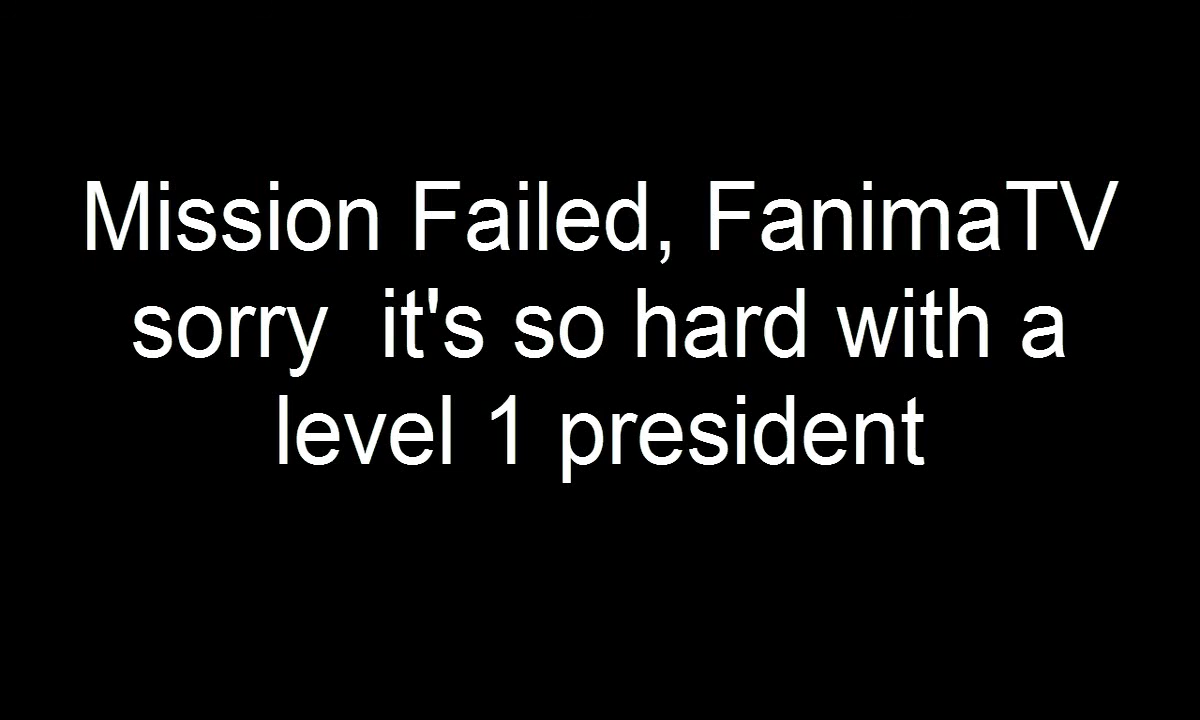 Mission Failed, FanimaTV
sorry  it's so hard with a
level 1 president